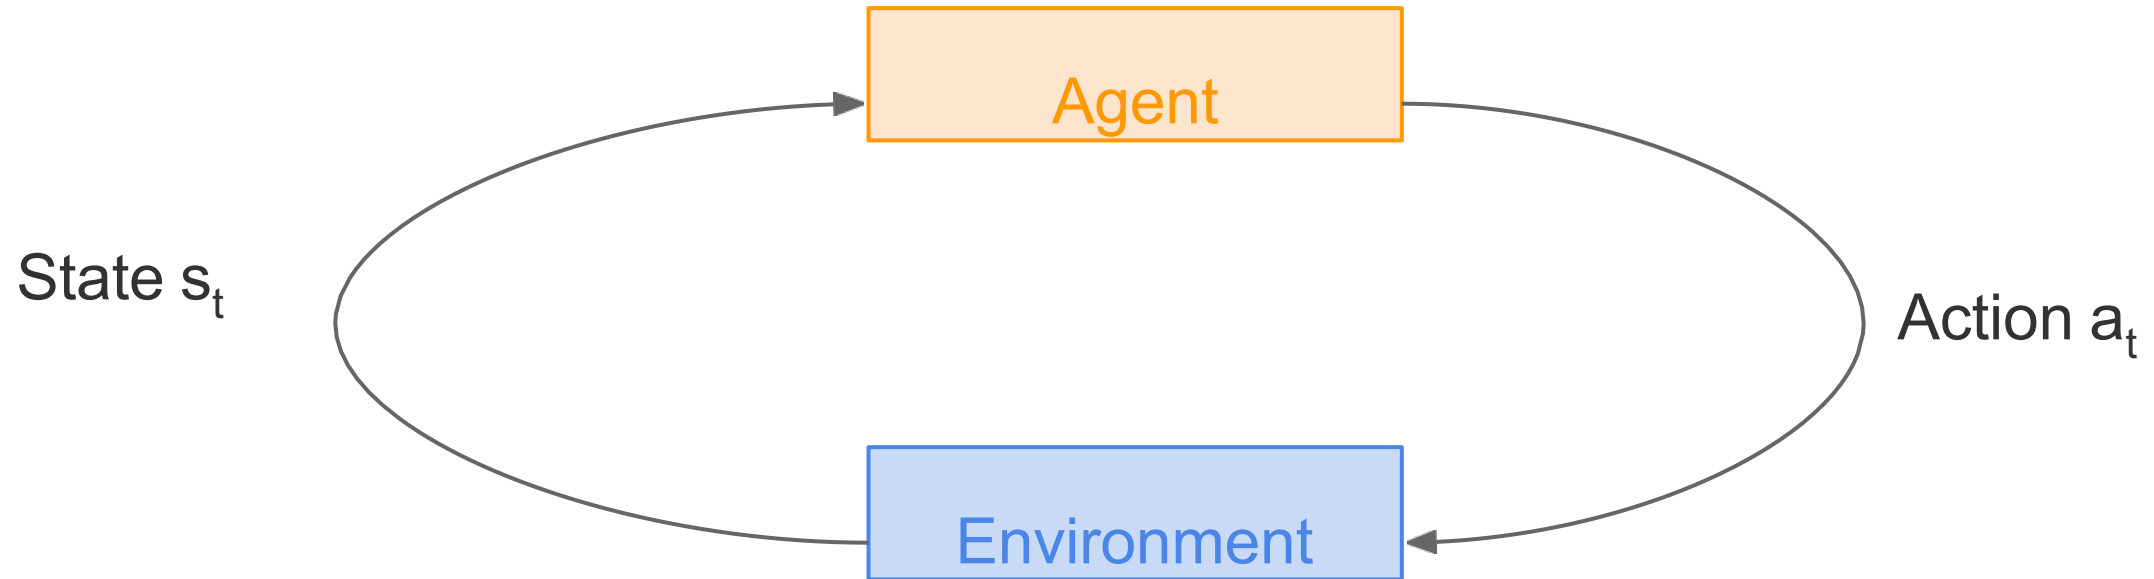 Agent
State sₜ
Action aₜ
Environment